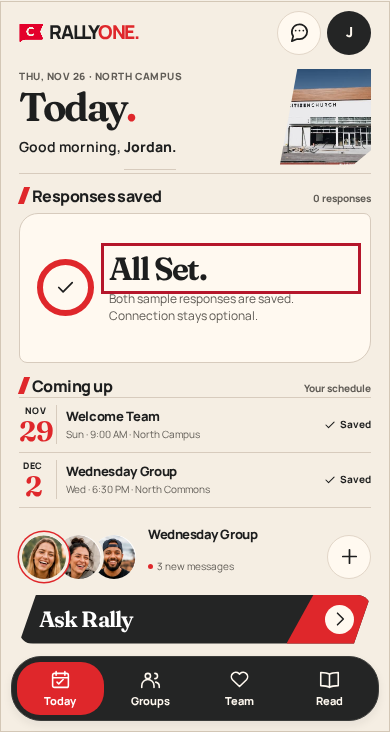 C RALLYONE.
J
THU, NOV 26 · NORTH CAMPUS
Today.
Good morning, Jordan.
CITIZENCHURCH
Responses saved
0 responses
All Set.
Both sample responses are saved.
Connection stays optional.
Coming up
Your schedule
NOV
29
Welcome Team
Sun · 9:00 AM · North Campus
Saved
DEC
2
Wednesday Group
Wed · 6:30 PM · North Commons
Saved
Wednesday Group
3 new messages
Ask Rally
Today
Groups
Team
Read